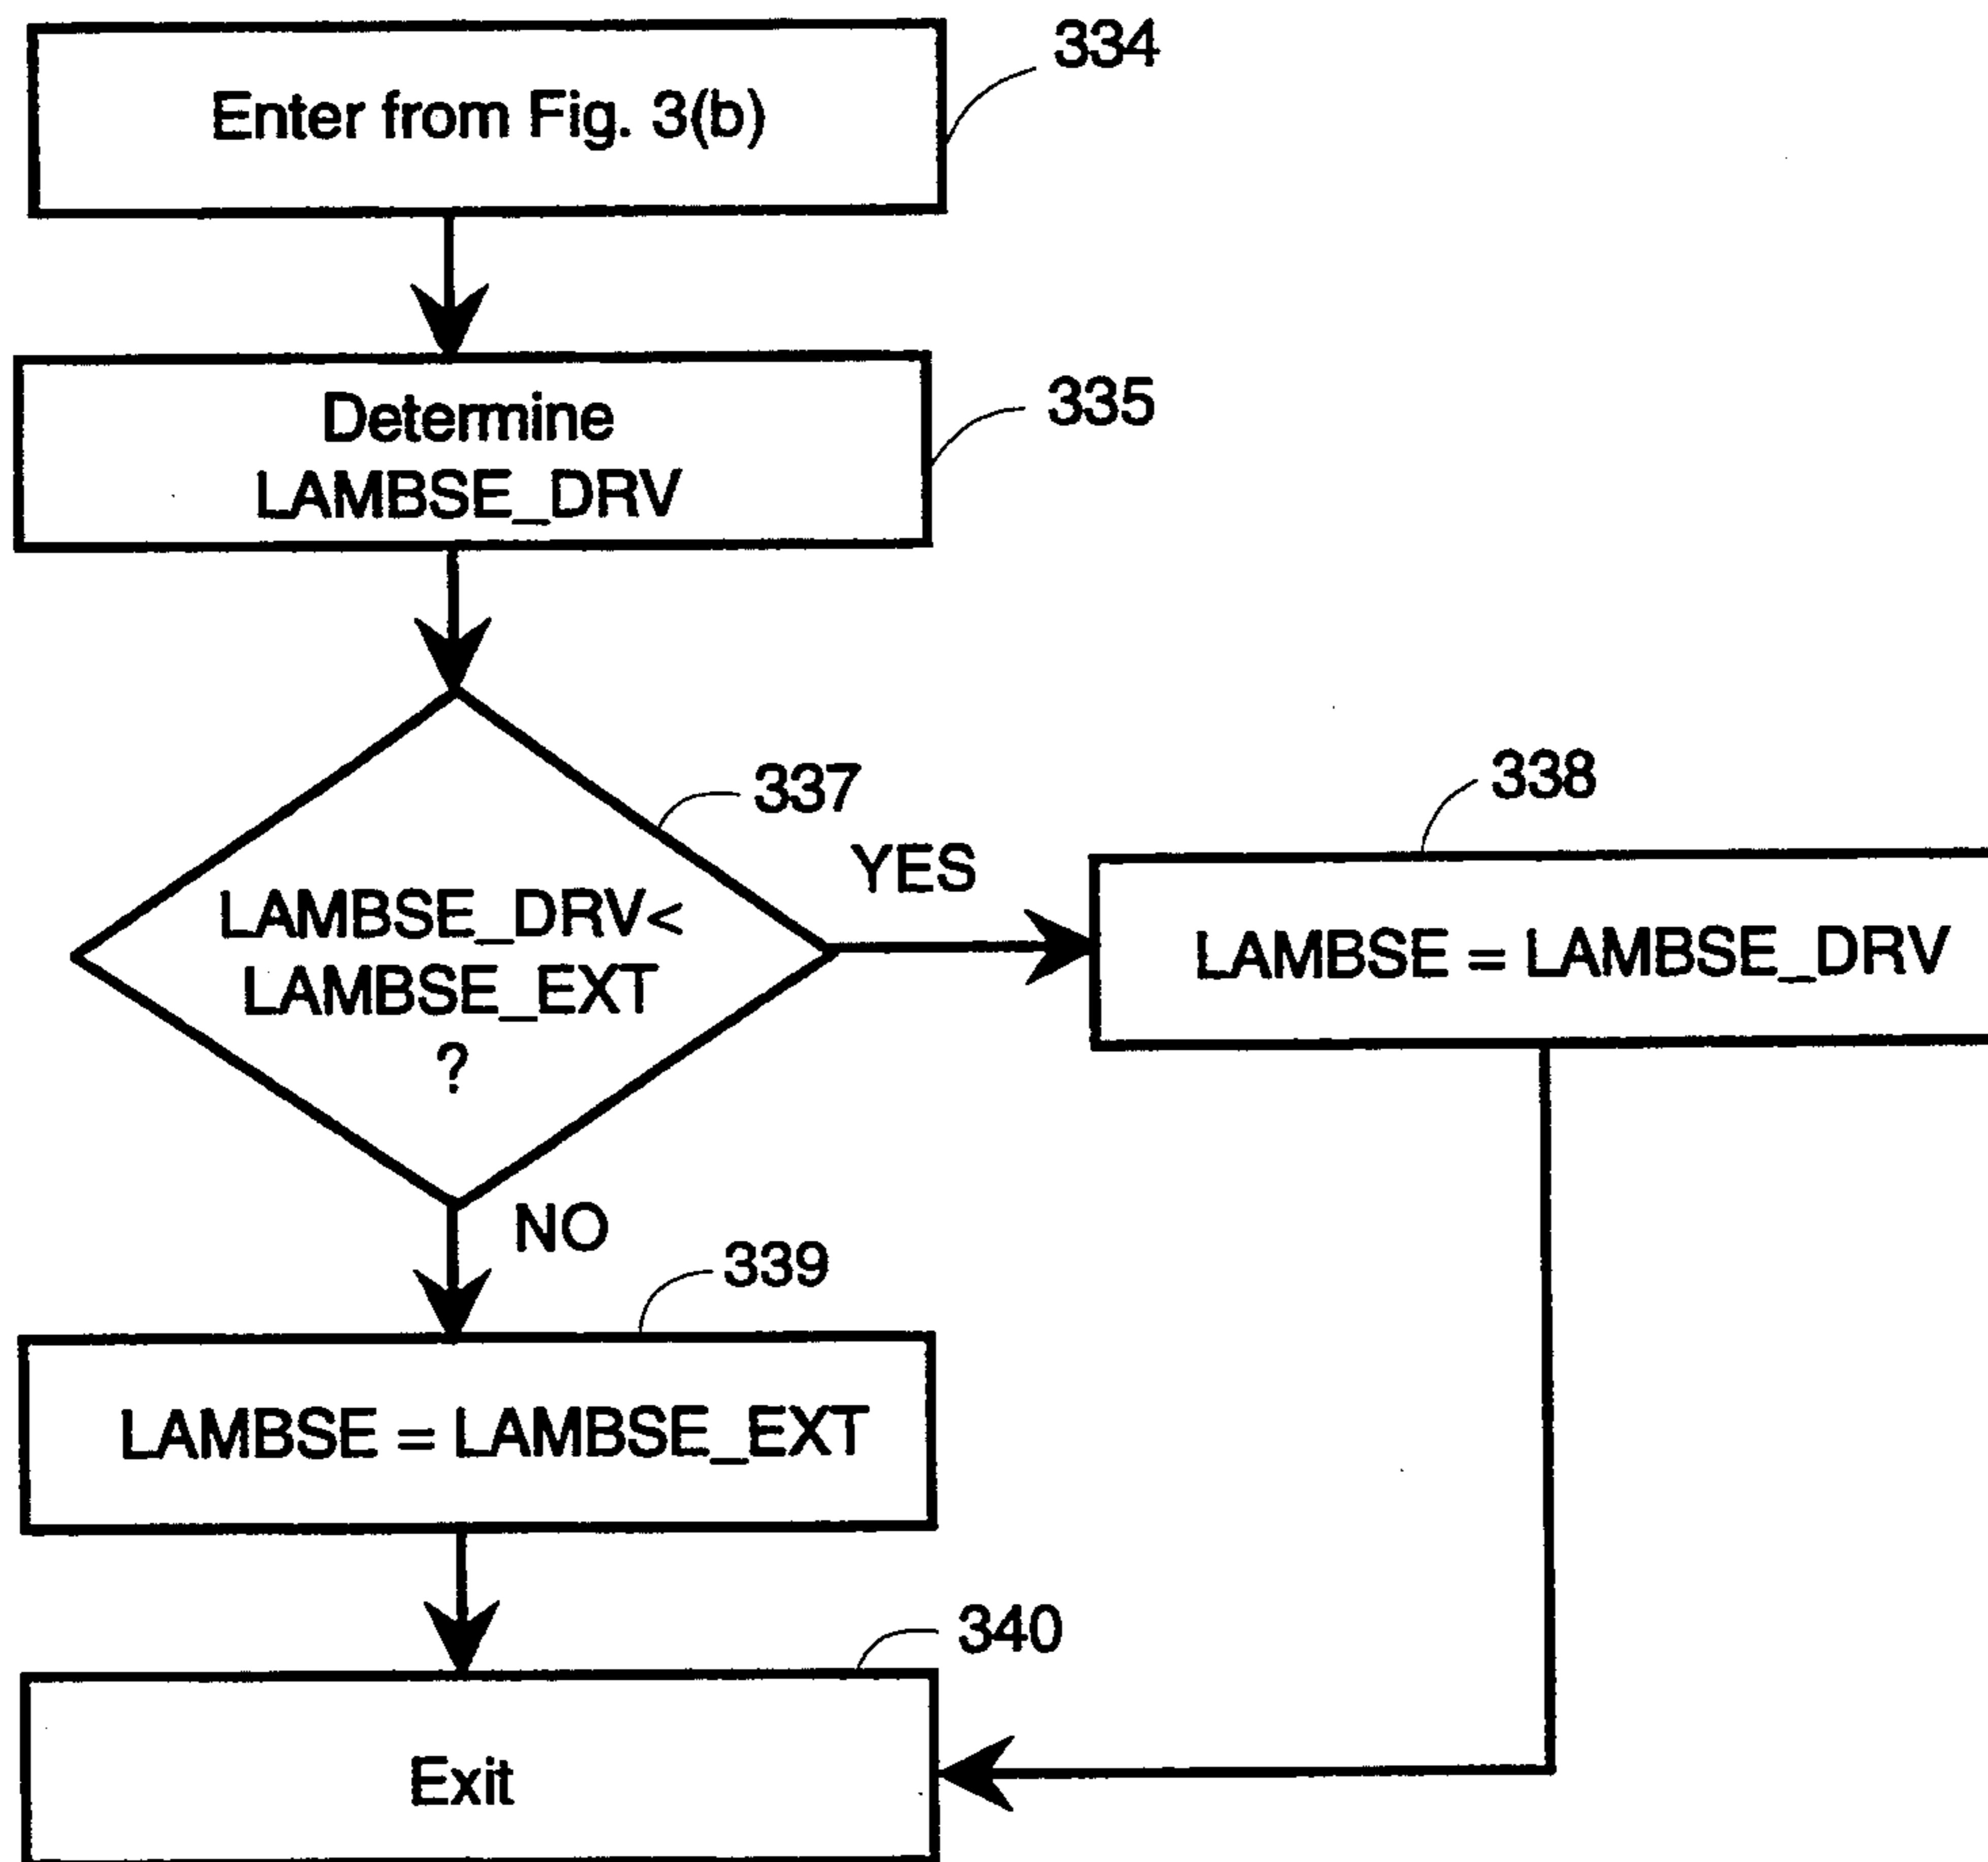 334
Enter from Fig. 3(b)
335
Determine
LAMBSE_DRV
337
LAMBSE_DRV<
LAMBSE_EXT
?
YES
338
LAMBSE = LAMBSE_DRV
NO
339
LAMBSE = LAMBSE_EXT
340
Exit